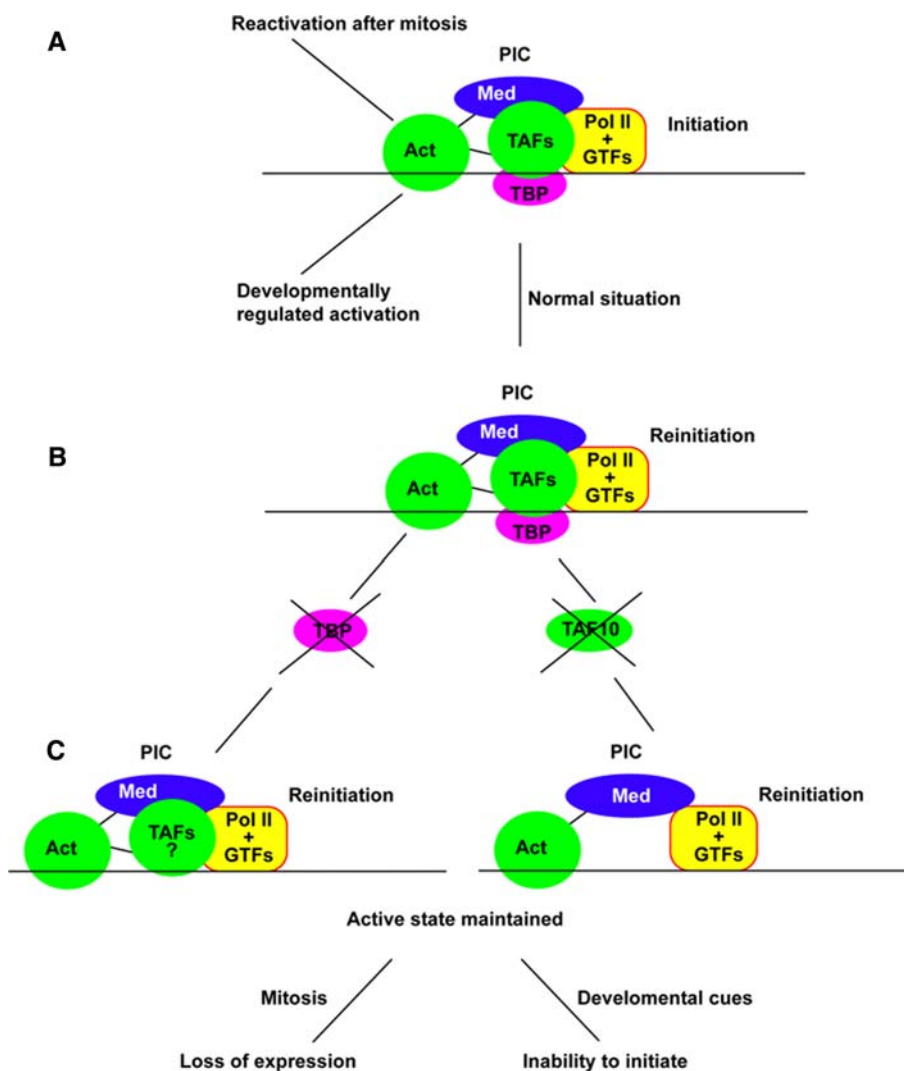 A
Reactivation after mitosis
PIC
Med
Act
TAFs
Pol II
+
GTFs
Initiation
TBP
Developmentally
regulated activation
Normal situation
B
PIC
Med
Act
TAFs
Pol II
+
GTFs
Reinitiation
TBP
TBP
TAF10
C
PIC
Med
Act
TAFs
?
Pol II
+
GTFs
Reinitiation
PIC
Med
Act
Pol II
+
GTFs
Reinitiation
Active state maintained
Mitosis
Develomental cues
Loss of expression
Inability to initiate